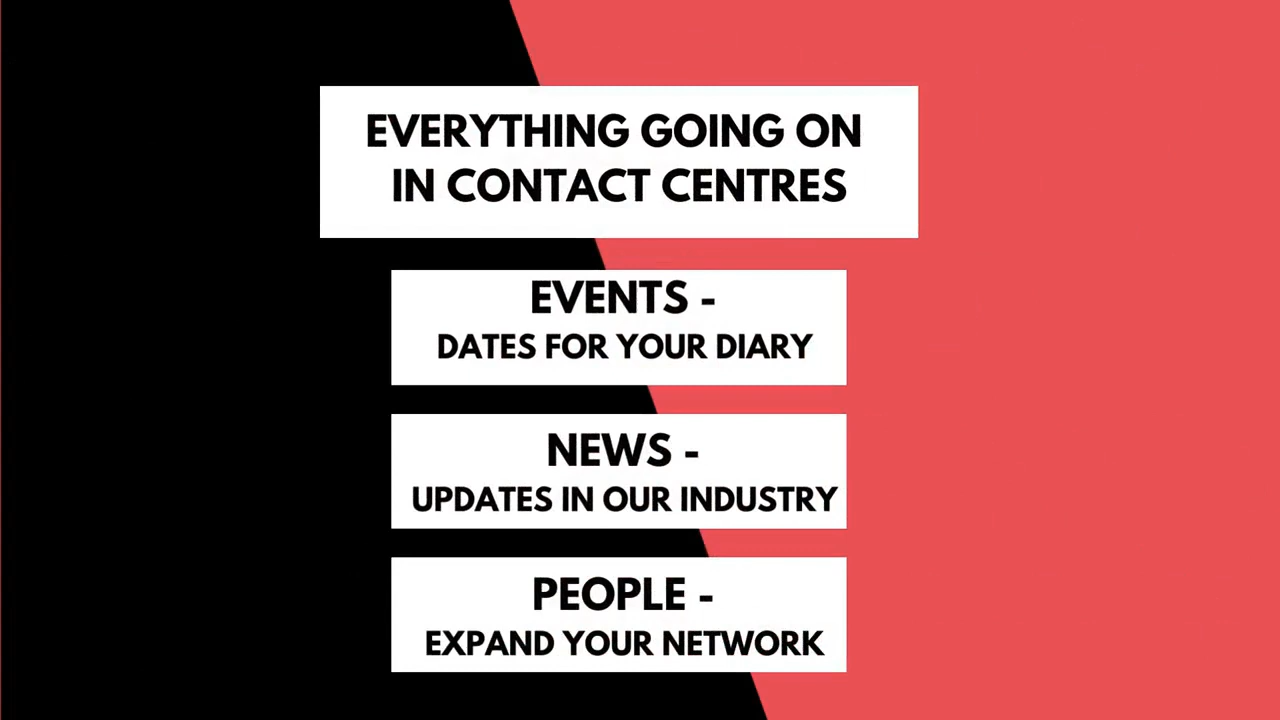 EVERYTHING GOING ON
IN CONTACT CENTRES
EVENTS -
DATES FOR YOUR DIARY
NEWS -
UPDATES IN OUR INDUSTRY
PEOPLE -
EXPAND YOUR NETWORK